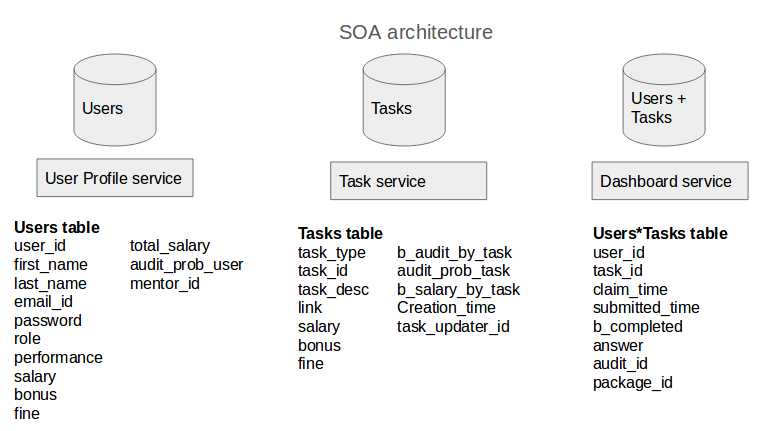 SOA architecture
Users
Tasks
Users +
Tasks
User Profile service
Task service
Dashboard service
Users table
user_id
first_name
last_name
email_id
password
role
performance
salary
bonus
fine
total_salary
audit_prob_user
mentor_id
Tasks table
task_type
task_id
task_desc
link
salary
bonus
fine
b_audit_by_task
audit_prob_task
b_salary_by_task
Creation_time
task_updater_id
Users*Tasks table
user_id
task_id
claim_time
submitted_time
b_completed
answer
audit_id
package_id